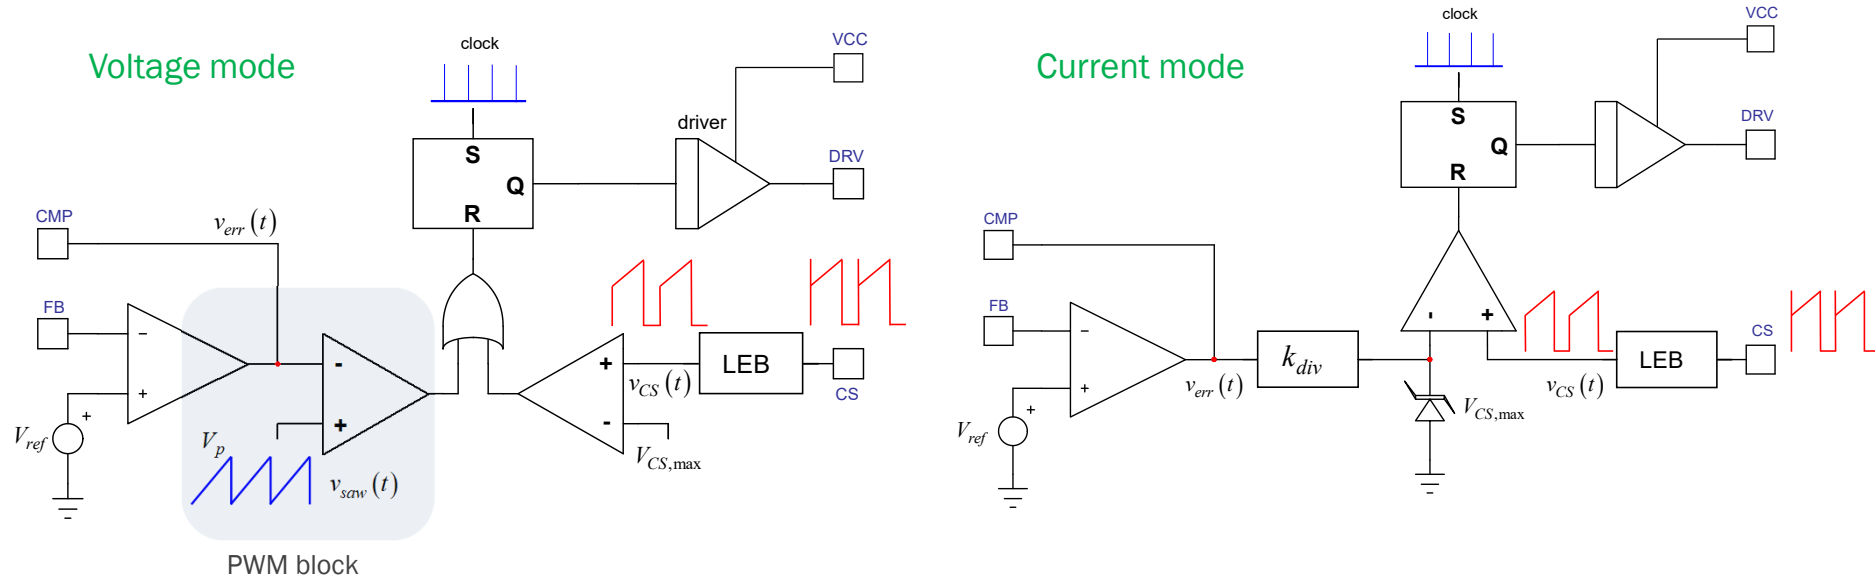 Voltage mode
clock
VCC
S
Q
R
driver
DRV
CMP
v_err(t)
FB
−
+
-
+
V_ref
+
V_p
v_saw(t)
PWM block
+
-
v_CS(t)
V_CS,max
LEB
CS
Current mode
clock
VCC
S
Q
R
DRV
CMP
FB
−
+
V_ref
+
v_err(t)
k_div
-
+
V_CS,max
v_CS(t)
LEB
CS